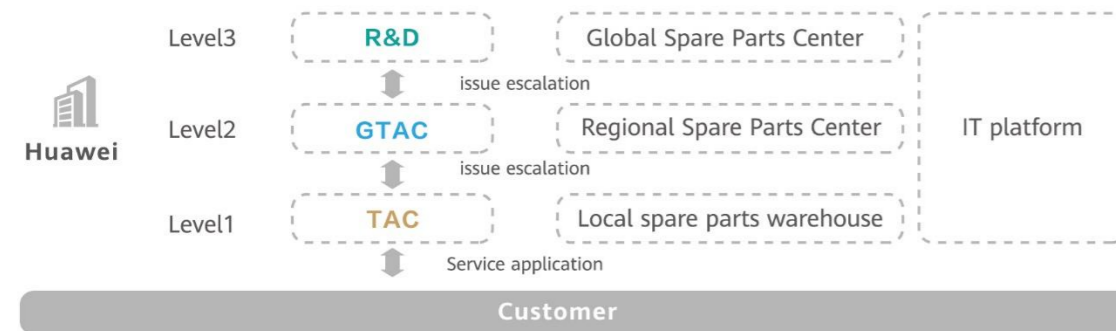 Level3
R&D
Global Spare Parts Center
issue escalation
Huawei
Level2
GTAC
Regional Spare Parts Center
IT platform
issue escalation
Level1
TAC
Local spare parts warehouse
Service application
Customer